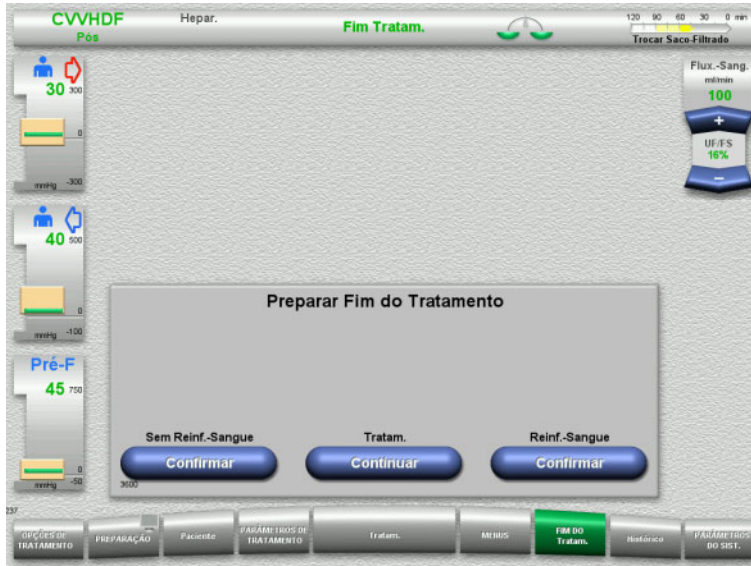 CVVHDF
Pós
Hepar.
Fim Tratam.
120 90 60 30 0 min
Trocar Saco-Filtrado
30
300
0
mmHg -300
40
500
0
mmHg -100
Pré-F
45
750
0
mmHg -50
Flux.-Sang.
ml/min
100
+
UF/FS
16%
–
Preparar Fim do Tratamento
Sem Reinf.-Sangue
Confirmar
Tratam.
Continuar
Reinf.-Sangue
Confirmar
3600
237
OPÇÕES DE TRATAMENTO
PREPARAÇÃO
Paciente
PARÂMETROS DE TRATAMENTO
Tratam.
MENUS
FIM DO Tratam.
Histórico
PARÂMETROS DO SIST.